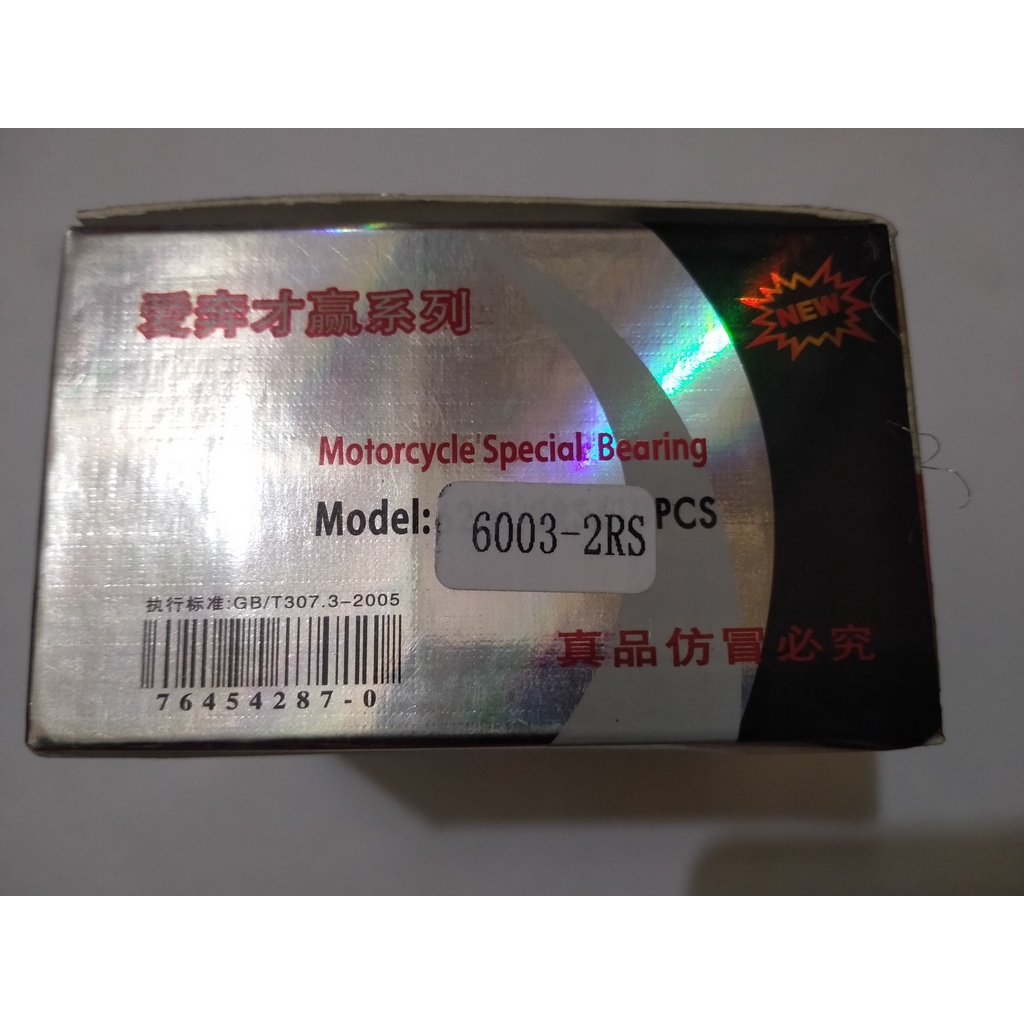 爱奔才赢系列
NEW
Motorcycle Special Bearing
Model: 6003-2RS PCS
执行标准:GB/T307.3-2005
76454287-0
真品仿冒必究